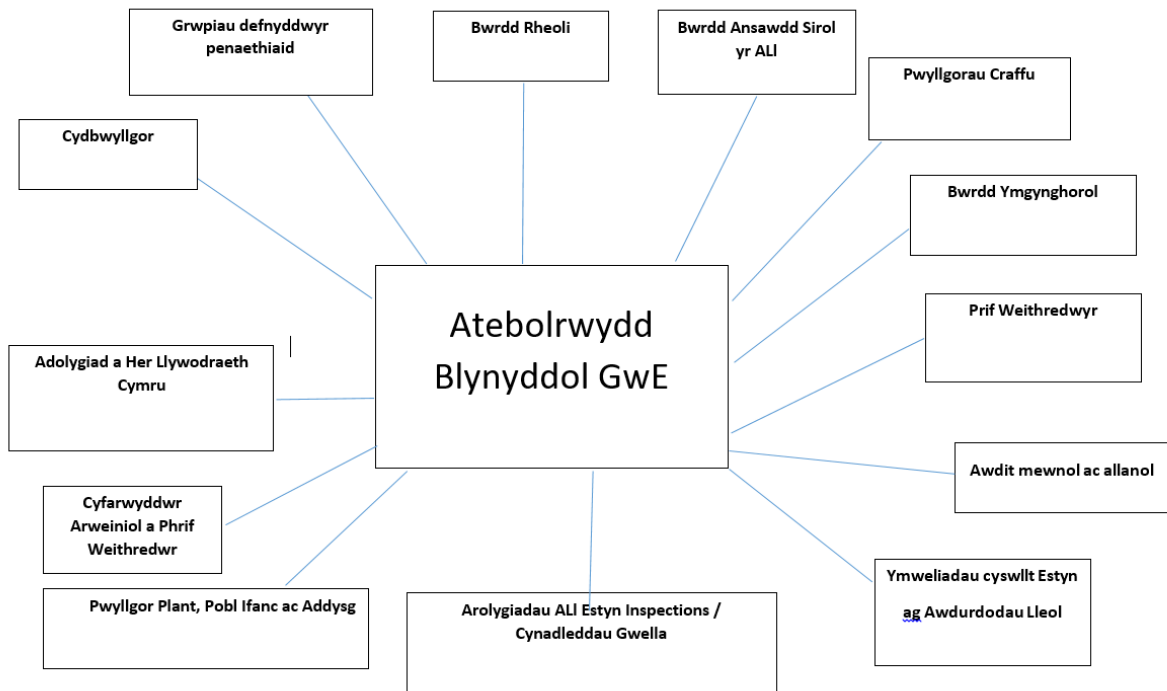 Grwpiau defnyddwyr
penaethiaid
Bwrdd Rheoli
Bwrdd Ansawdd Sirol
yr ALl
Pwyllgorau Craffu
Cydbwyllgor
Bwrdd Ymgynghorol
Atebolrwydd
Blynyddol GwE
Prif Weithredwyr
Adolygiad a Her Llywodraeth
Cymru
Awdit mewnol ac allanol
Cyfarwyddwr
Arweiniol a Phrif
Weithredwr
Ymweliadau cyswllt Estyn
ag Awdurdodau Lleol
Pwyllgor Plant, Pobl Ifanc ac Addysg
Arolygiadau ALl Estyn Inspections /
Cynadleddau Gwella